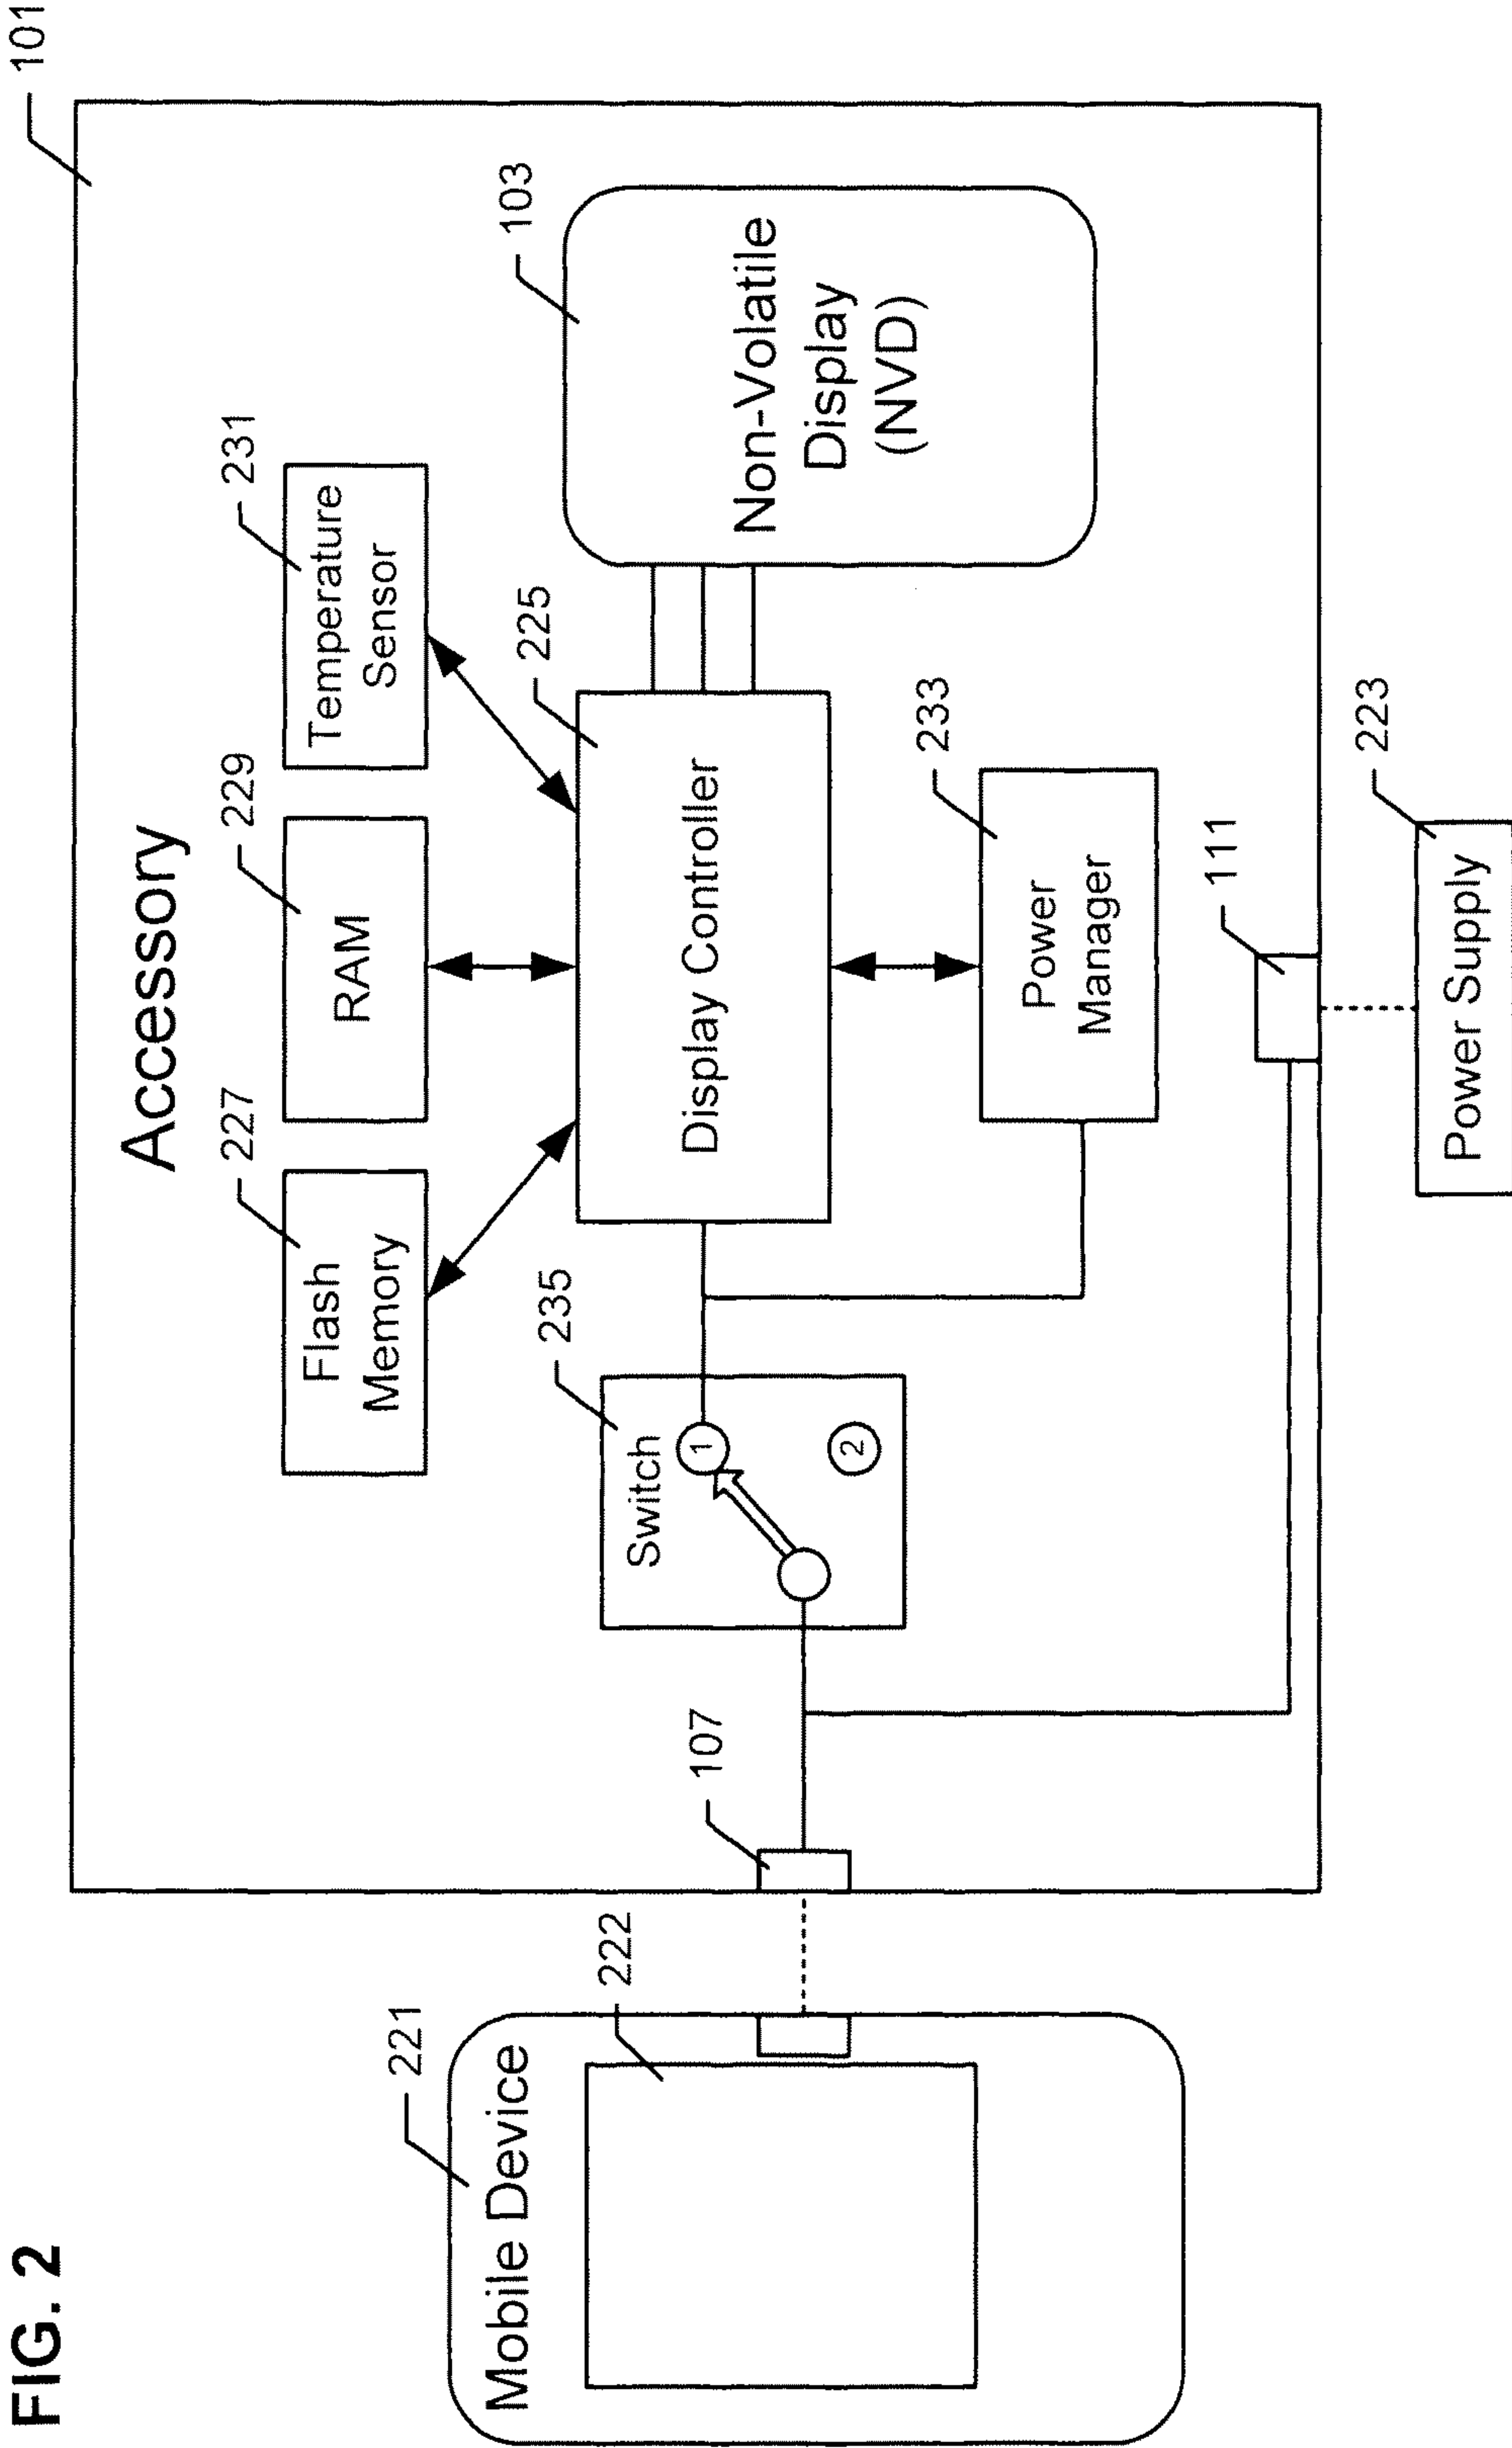 FIG. 2
101
Accessory
227
229
231
Flash
Memory
RAM
Temperature
Sensor
221
Mobile Device
222
107
235
Switch
1
2
225
Display Controller
103
Non-Volatile
Display
(NVD)
233
Power
Manager
111
223
Power Supply